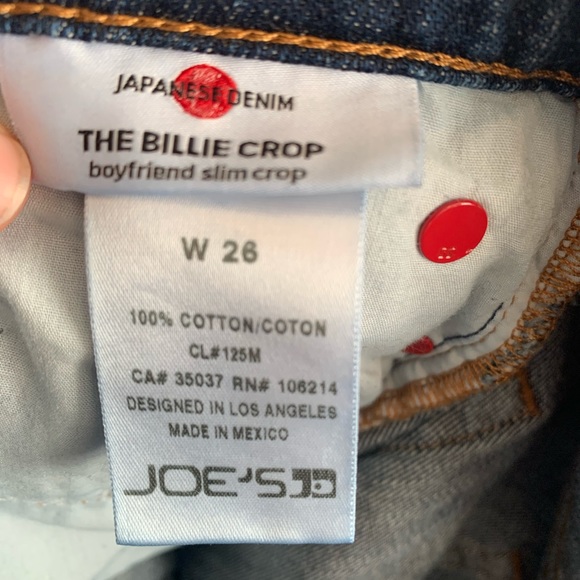 JAPANESE DENIM
THE BILLIE CROP
boyfriend slim crop
W 26
100% COTTON/COTON
CL#125M
CA# 35037 RN# 106214
DESIGNED IN LOS ANGELES
MADE IN MEXICO
JOE'S